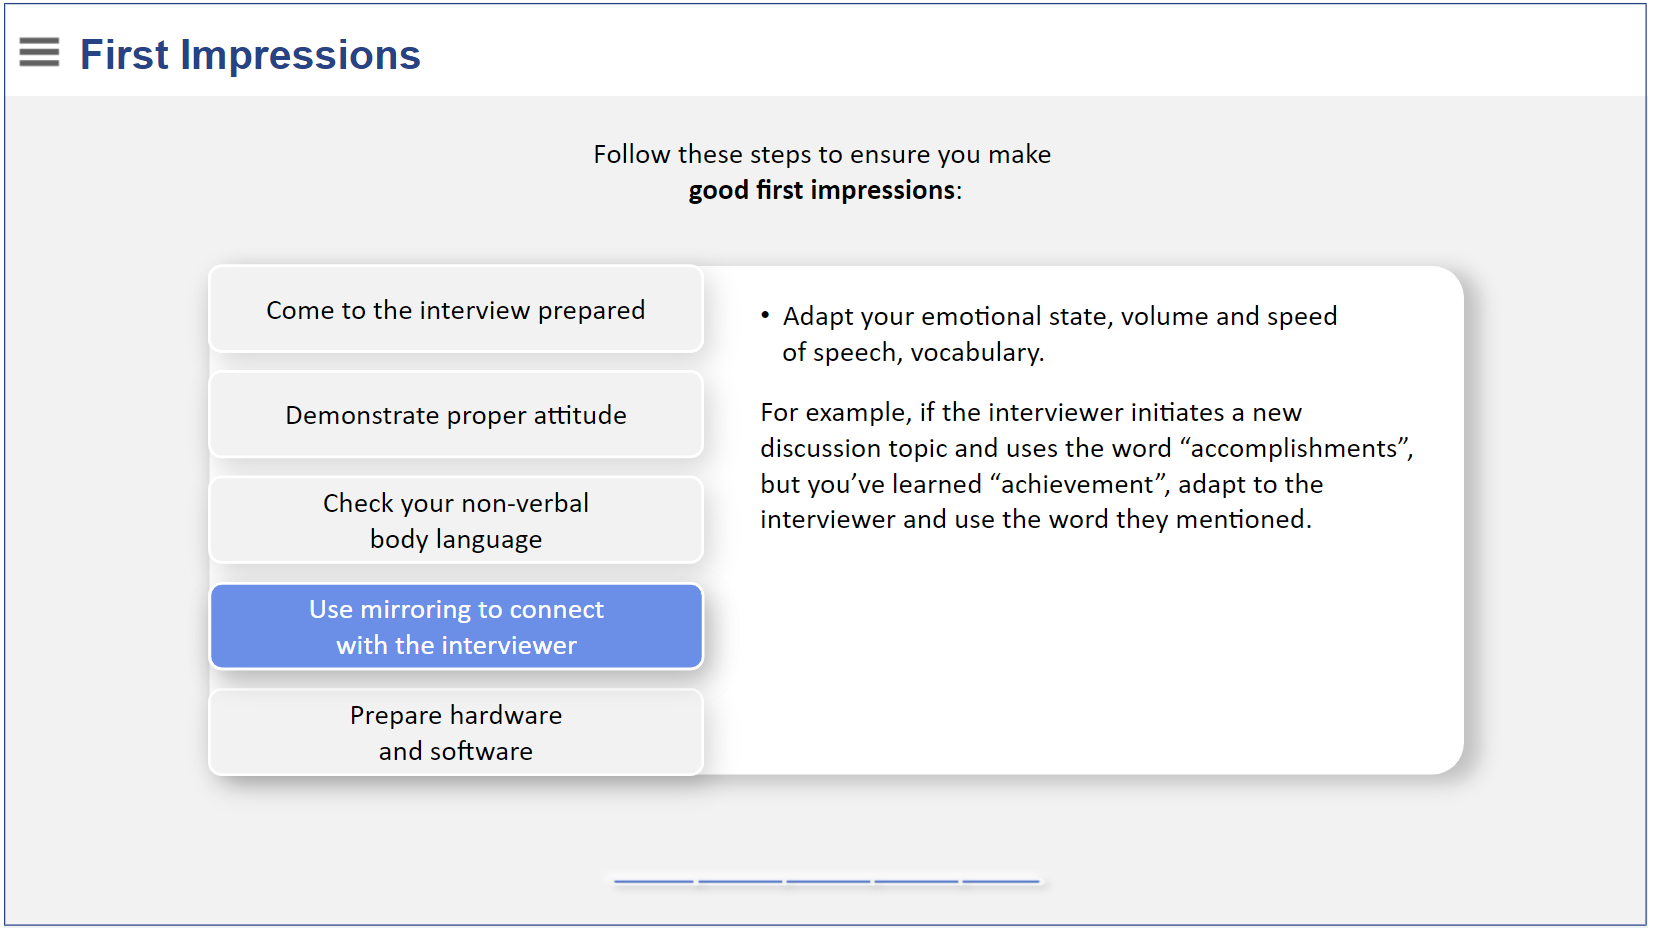 First Impressions
Follow these steps to ensure you make
good first impressions:
Come to the interview prepared
Demonstrate proper attitude
Check your non-verbal
body language
Use mirroring to connect
with the interviewer
Prepare hardware
and software
• Adapt your emotional state, volume and speed
of speech, vocabulary.
For example, if the interviewer initiates a new
discussion topic and uses the word “accomplishments”,
but you’ve learned “achievement”, adapt to the
interviewer and use the word they mentioned.